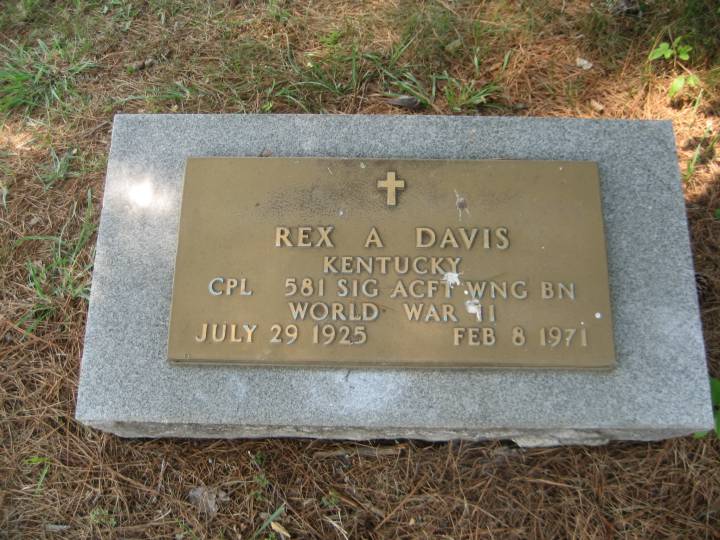 REX A DAVIS
KENTUCKY
CPL 581 SIG ACFT WNG BN
WORLD WAR II
JULY 29 1925 FEB 8 1971